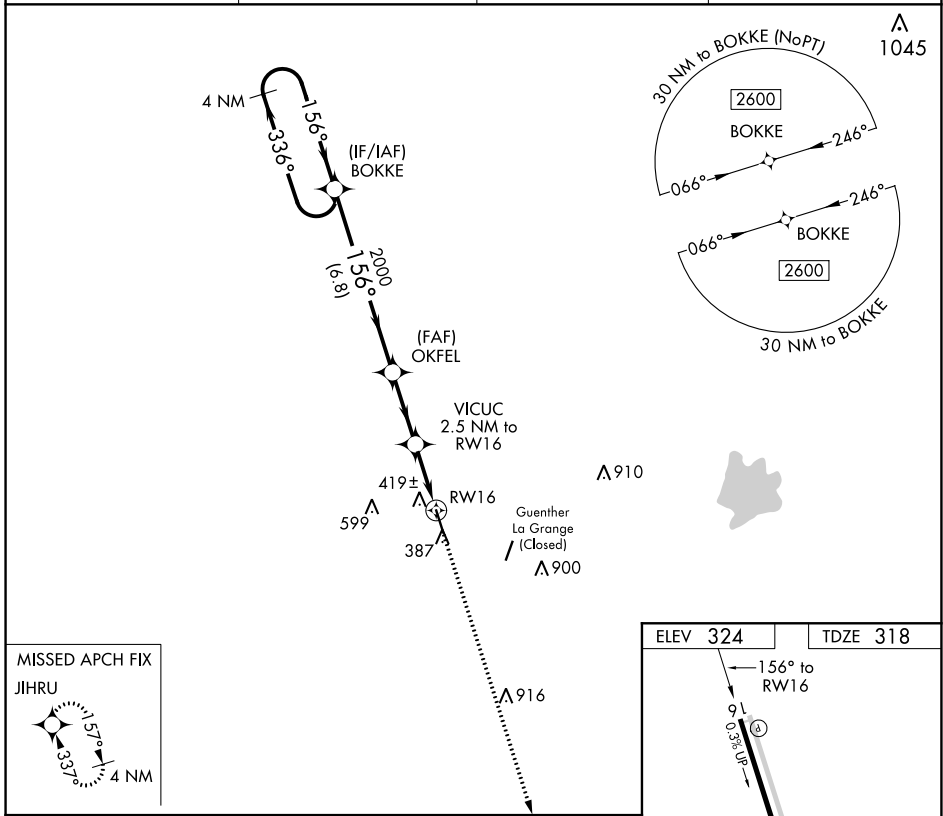 1045
30 NM to BOKKE (NoPT)
2600
BOKKE
246°
066°
246°
066°
BOKKE
2600
30 NM to BOKKE
4 NM
156°
336°
(IF/IAF)
BOKKE
2000
156°
(6.8)
(FAF)
OKFEL
VICUC
2.5 NM to
RW16
419±
RW16
599
387
910
Guenther
La Grange
(Closed)
900
916
MISSED APCH FIX
JIHRU
157°
337°
4 NM
ELEV 324
TDZE 318
156° to
RW16
16
P
0.3% UP